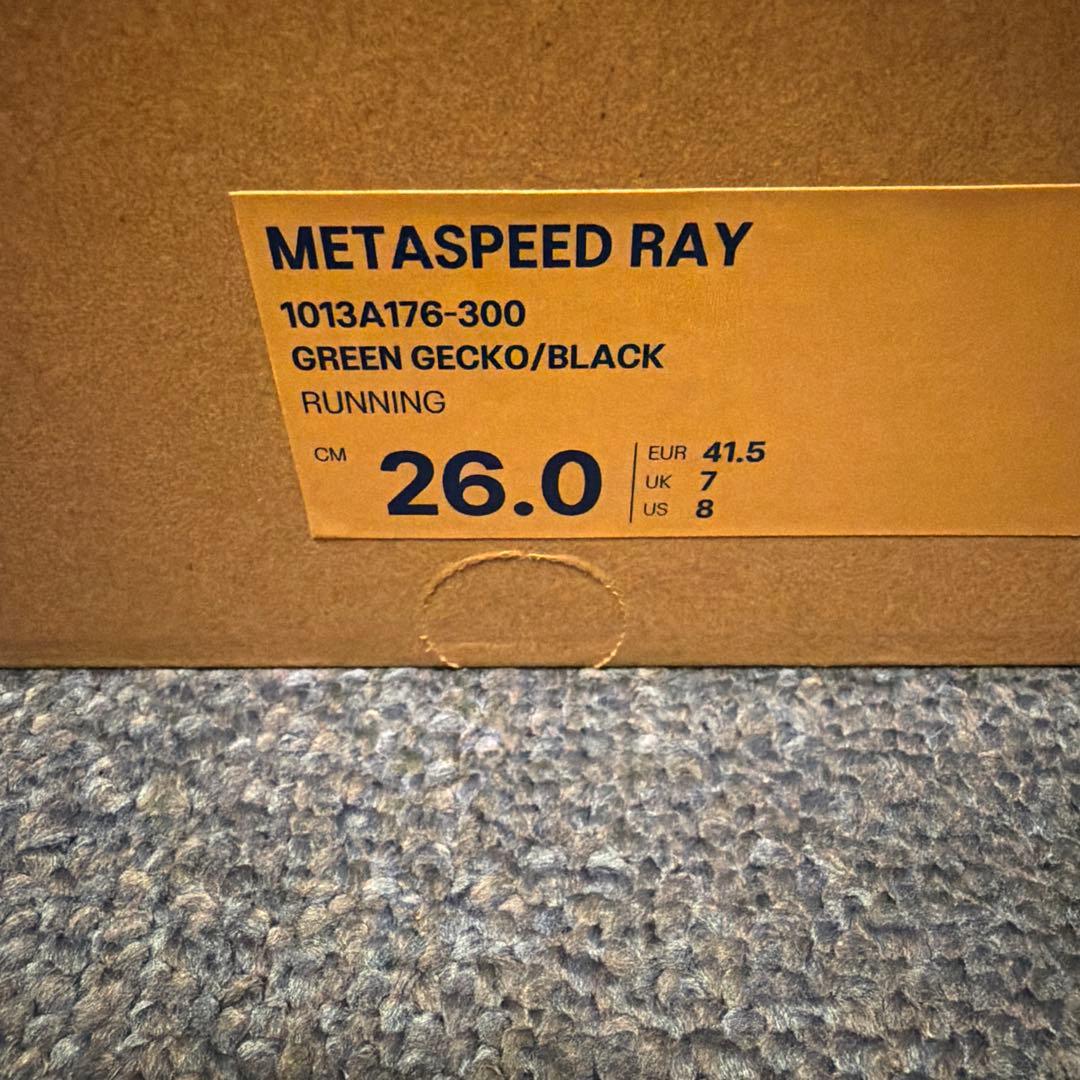 METASPEED RAY
1013A176-300
GREEN GECKO/BLACK
RUNNING
CM 26.0
EUR 41.5
UK 7
US 8